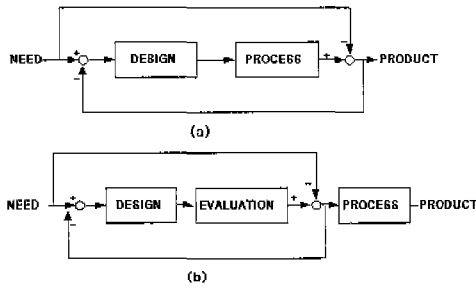 NEED + - DESIGN PROCESS + - PRODUCT
(a)
NEED + - DESIGN EVALUATION + - PROCESS PRODUCT
(b)